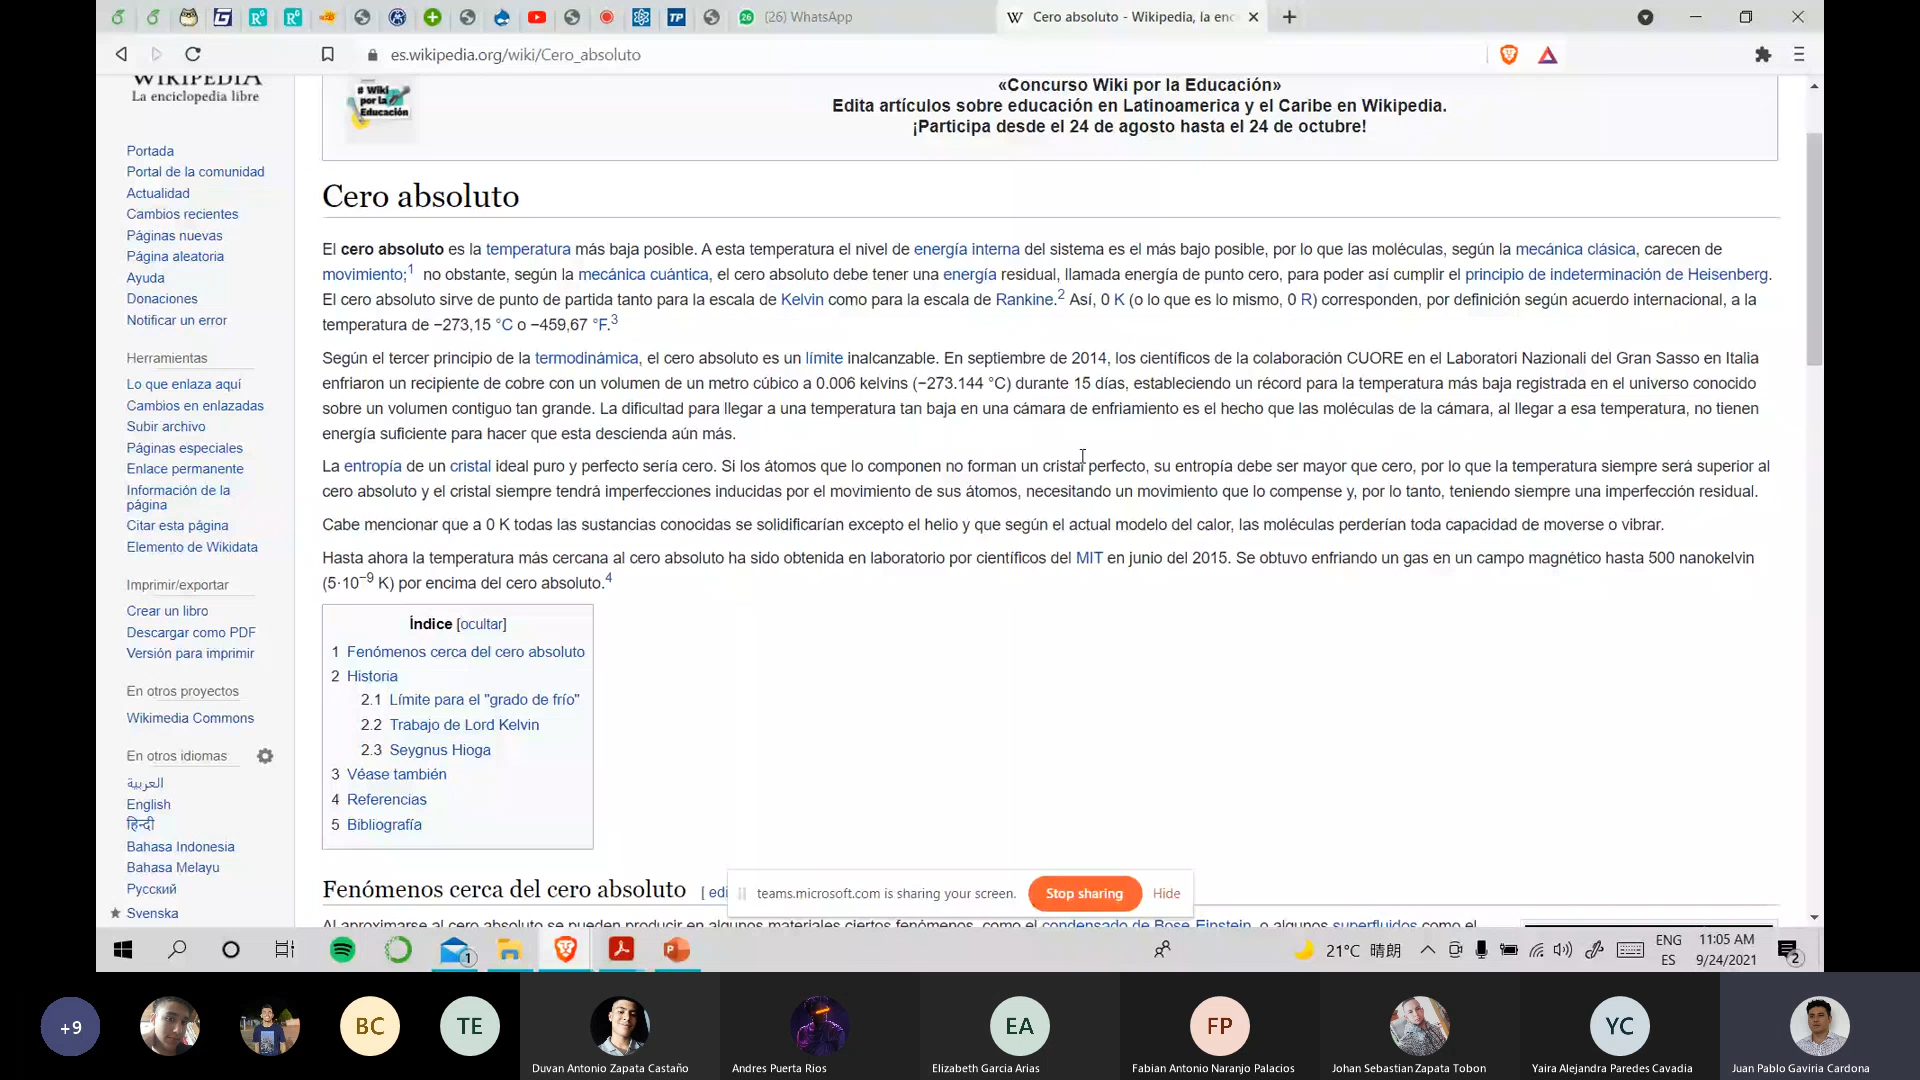 (26) WhatsApp
Cero absoluto - Wikipedia, la enc
es.wikipedia.org/wiki/Cero_absoluto
WIKIPEDIA
La enciclopedia libre
# Wiki
por la
Educación
«Concurso Wiki por la Educación»
Edita artículos sobre educación en Latinoamerica y el Caribe en Wikipedia.
¡Participa desde el 24 de agosto hasta el 24 de octubre!
Portada
Portal de la comunidad
Actualidad
Cambios recientes
Páginas nuevas
Página aleatoria
Ayuda
Donaciones
Notificar un error
Herramientas
Lo que enlaza aquí
Cambios en enlazadas
Subir archivo
Páginas especiales
Enlace permanente
Información de la
página
Citar esta página
Elemento de Wikidata
Imprimir/exportar
Crear un libro
Descargar como PDF
Versión para imprimir
En otros proyectos
Wikimedia Commons
En otros idiomas
العربية
English
हिन्दी
Bahasa Indonesia
Bahasa Melayu
Русский
Svenska
Cero absoluto
El cero absoluto es la temperatura más baja posible. A esta temperatura el nivel de energía interna del sistema es el más bajo posible, por lo que las moléculas, según la mecánica clásica, carecen de
movimiento;1 no obstante, según la mecánica cuántica, el cero absoluto debe tener una energía residual, llamada energía de punto cero, para poder así cumplir el principio de indeterminación de Heisenberg.
El cero absoluto sirve de punto de partida tanto para la escala de Kelvin como para la escala de Rankine.2 Así, 0 K (o lo que es lo mismo, 0 R) corresponden, por definición según acuerdo internacional, a la
temperatura de −273,15 °C o −459,67 °F.3
Según el tercer principio de la termodinámica, el cero absoluto es un límite inalcanzable. En septiembre de 2014, los científicos de la colaboración CUORE en el Laboratori Nazionali del Gran Sasso en Italia
enfriaron un recipiente de cobre con un volumen de un metro cúbico a 0.006 kelvins (−273.144 °C) durante 15 días, estableciendo un récord para la temperatura más baja registrada en el universo conocido
sobre un volumen contiguo tan grande. La dificultad para llegar a una temperatura tan baja en una cámara de enfriamiento es el hecho que las moléculas de la cámara, al llegar a esa temperatura, no tienen
energía suficiente para hacer que esta descienda aún más.
La entropía de un cristal ideal puro y perfecto sería cero. Si los átomos que lo componen no forman un cristal perfecto, su entropía debe ser mayor que cero, por lo que la temperatura siempre será superior al
cero absoluto y el cristal siempre tendrá imperfecciones inducidas por el movimiento de sus átomos, necesitando un movimiento que lo compense y, por lo tanto, teniendo siempre una imperfección residual.
Cabe mencionar que a 0 K todas las sustancias conocidas se solidificarían excepto el helio y que según el actual modelo del calor, las moléculas perderían toda capacidad de moverse o vibrar.
Hasta ahora la temperatura más cercana al cero absoluto ha sido obtenida en laboratorio por científicos del MIT en junio del 2015. Se obtuvo enfriando un gas en un campo magnético hasta 500 nanokelvin
(5·10−9 K) por encima del cero absoluto.4
Índice [ocultar]
1 Fenómenos cerca del cero absoluto
2 Historia
2.1 Límite para el "grado de frío"
2.2 Trabajo de Lord Kelvin
2.3 Seygnus Hioga
3 Véase también
4 Referencias
5 Bibliografía
Fenómenos cerca del cero absoluto [ edi
Al aproximarse al cero absoluto se pueden producir en algunos materiales ciertos fenómenos, como el condensado de Bose-Einstein, o algunos superfluidos como el
teams.microsoft.com is sharing your screen. Stop sharing Hide
21°C 晴朗
ENG
ES
11:05 AM
9/24/2021
+9
BC
TE
EA
FP
YC
Duvan Antonio Zapata Castaño
Andres Puerta Rios
Elizabeth Garcia Arias
Fabian Antonio Naranjo Palacios
Johan Sebastian Zapata Tobon
Yaira Alejandra Paredes Cavadia
Juan Pablo Gaviria Cardona